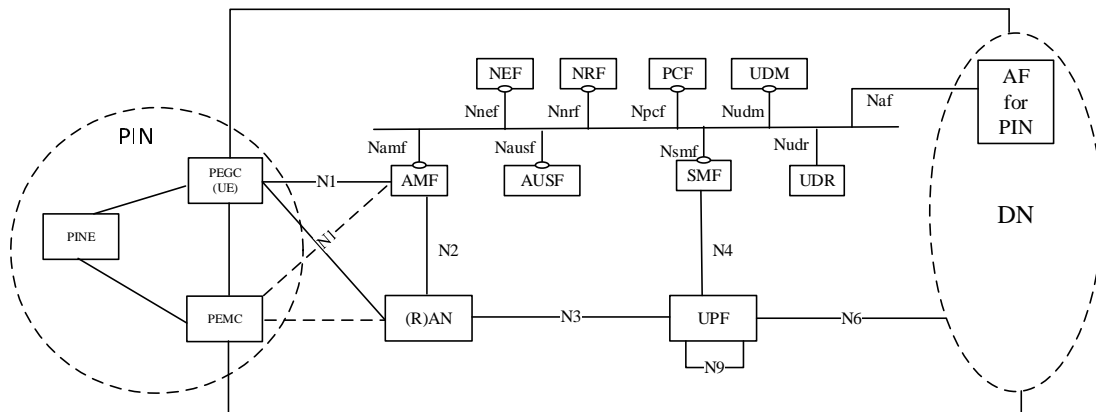 NEF
NRF
PCF
UDM
AF
for
PIN
Nnef
Nnrf
Npcf
Nudm
Naf
PIN
Namf
Nausf
Nsmf
Nudr
PEGC
(UE)
N1
AMF
AUSF
SMF
UDR
PINE
N1
N2
N4
DN
PEMC
(R)AN
N3
UPF
N6
N9